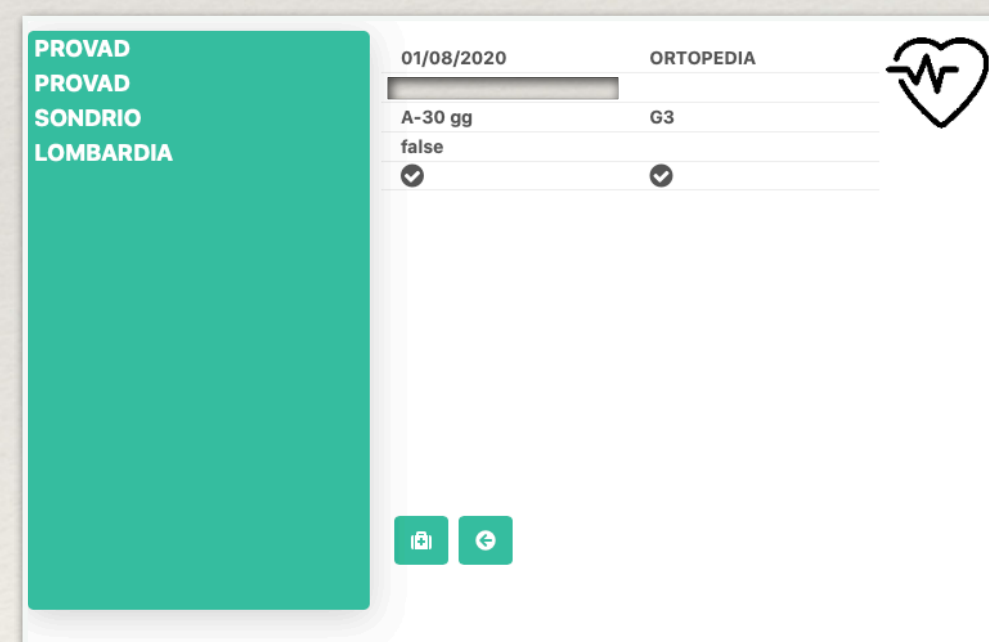 PROVAD
PROVAD
SONDRIO
LOMBARDIA
01/08/2020 ORTOPEDIA
A-30 gg G3
false